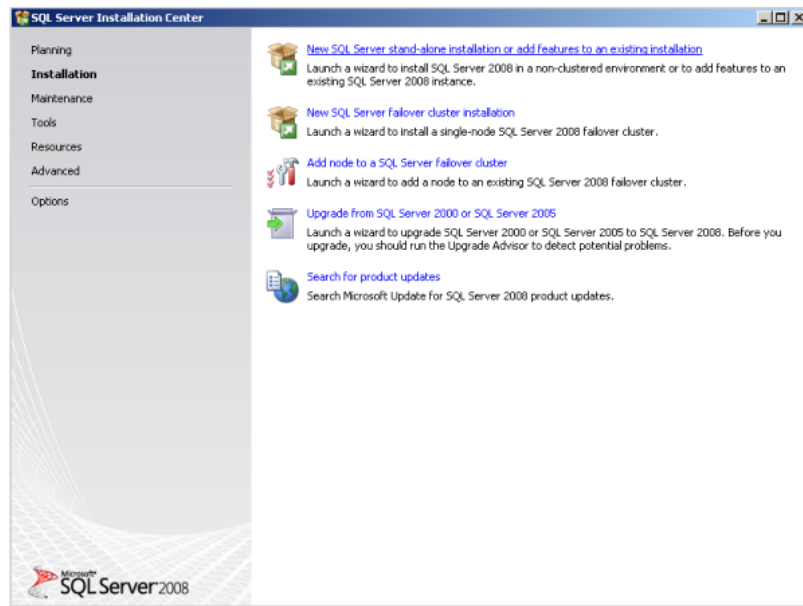 SQL Server Installation Center
Planning
Installation
Maintenance
Tools
Resources
Advanced
Options
New SQL Server stand-alone installation or add features to an existing installation
Launch a wizard to install SQL Server 2008 in a non-clustered environment or to add features to an
existing SQL Server 2008 instance.
New SQL Server failover cluster installation
Launch a wizard to install a single-node SQL Server 2008 failover cluster.
Add node to a SQL Server failover cluster
Launch a wizard to add a node to an existing SQL Server 2008 failover cluster.
Upgrade from SQL Server 2000 or SQL Server 2005
Launch a wizard to upgrade SQL Server 2000 or SQL Server 2005 to SQL Server 2008. Before you
upgrade, you should run the Upgrade Advisor to detect potential problems.
Search for product updates
Search Microsoft Update for SQL Server 2008 product updates.
Microsoft
SQL Server 2008